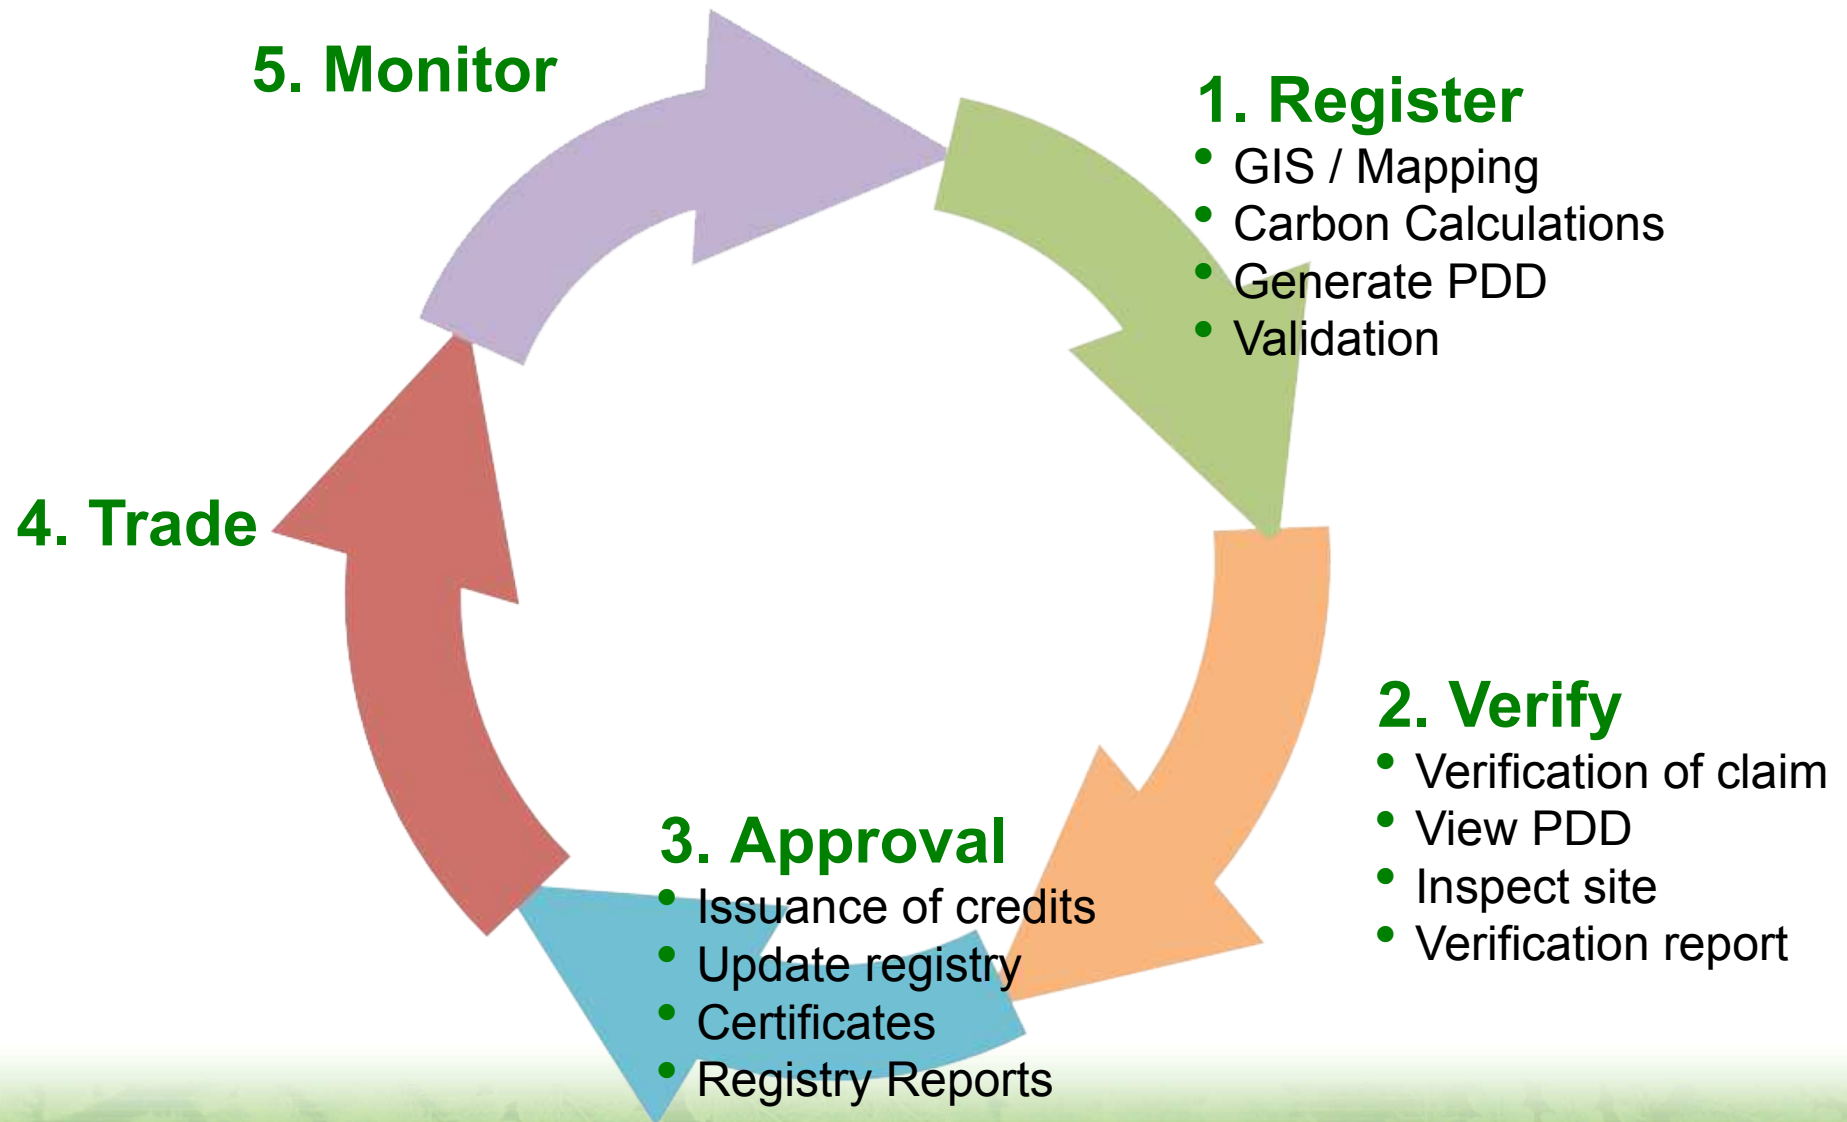 5. Monitor
1. Register
• GIS / Mapping
• Carbon Calculations
• Generate PDD
• Validation
4. Trade
2. Verify
• Verification of claim
• View PDD
• Inspect site
• Verification report
3. Approval
• Issuance of credits
• Update registry
• Certificates
• Registry Reports